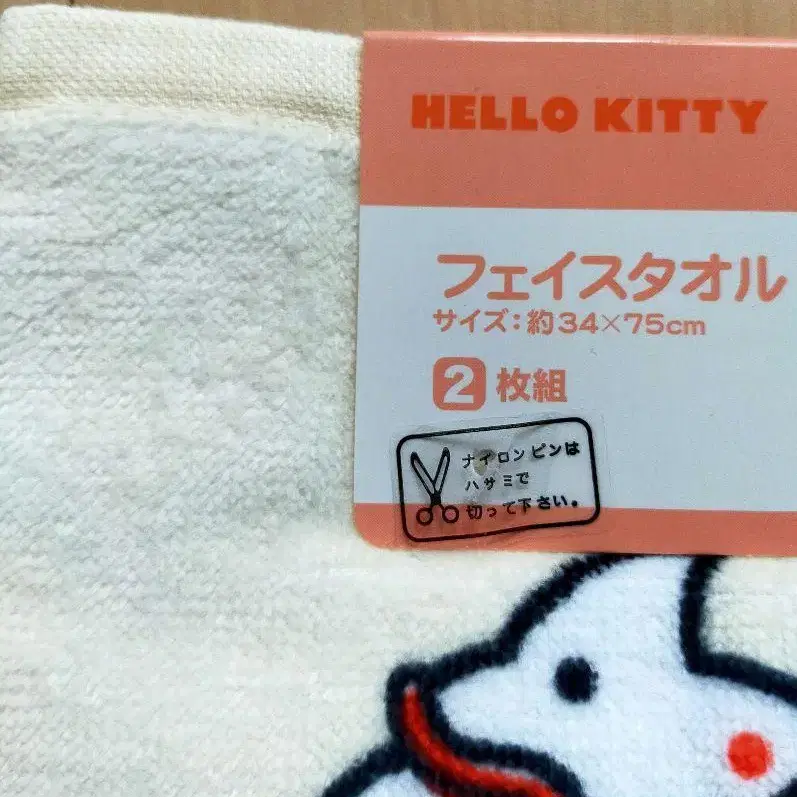 HELLO KITTY
フェイスタオル
サイズ：約34×75cm
2枚組
ナイロンピンは
ハサミで
切って下さい。